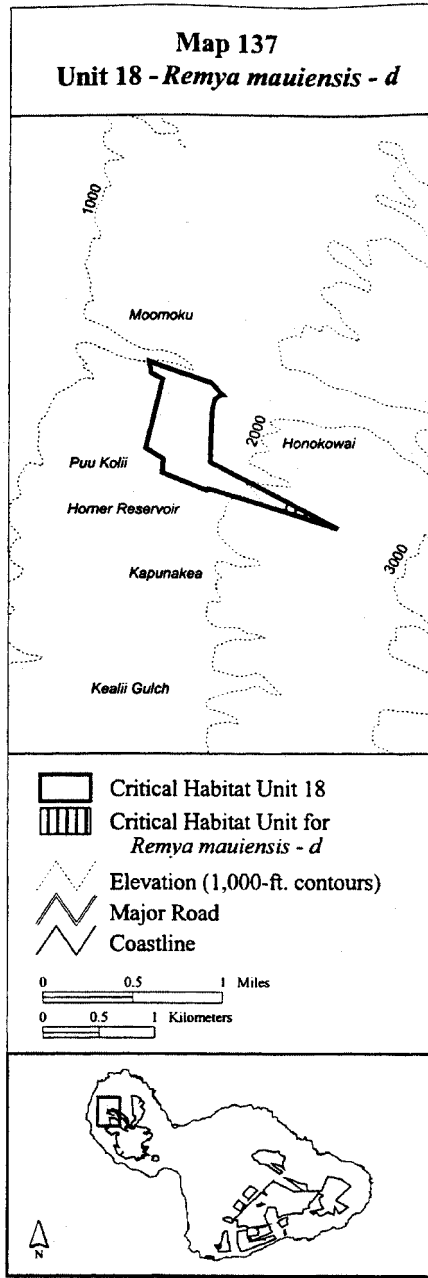 Map 137
Unit 18 - Remya mauiensis - d
1000
Moomoku
2000
Honokowai
Puu Kolii
Horner Reservoir
3000
Kapunakea
Kealii Gulch
Critical Habitat Unit 18
Critical Habitat Unit for
Remya mauiensis - d
Elevation (1,000-ft. contours)
Major Road
Coastline
0 0.5 1 Miles
0 0.5 1 Kilometers
N